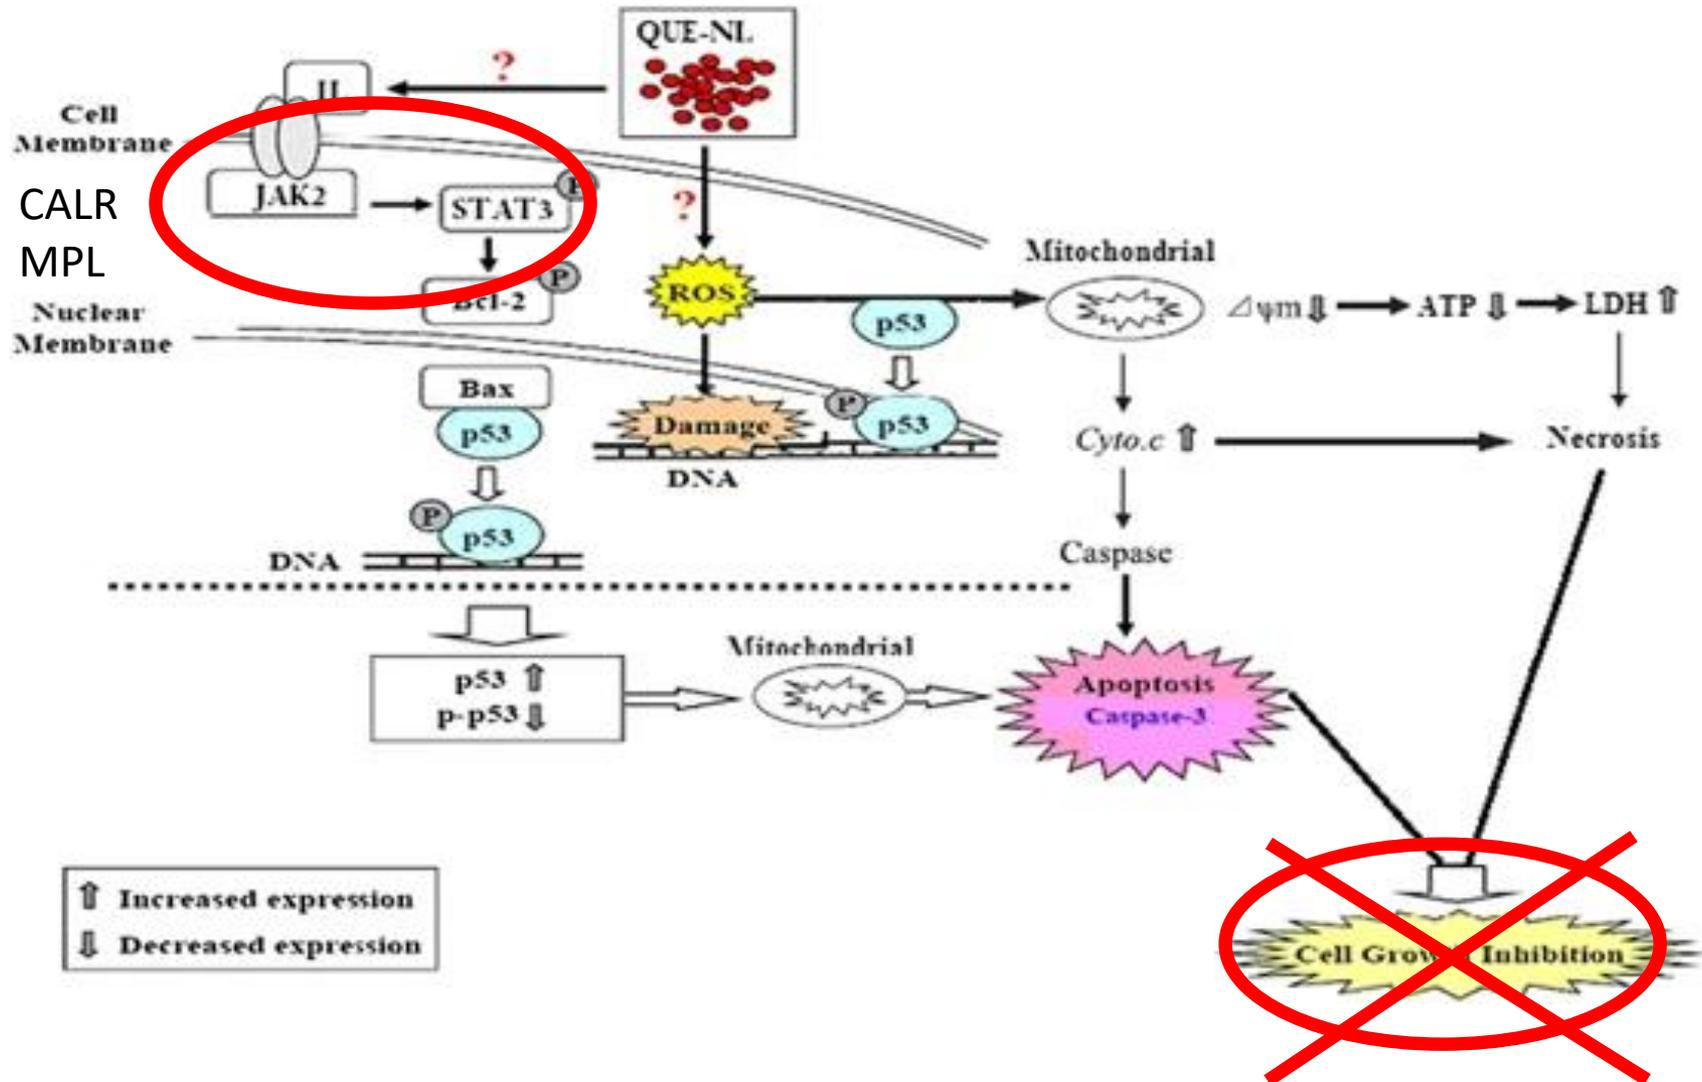 QUE-NL
?
Cell
Membrane
JAK2
STAT3
P
CALR
MPL
?
Bcl-2
P
ROS
p53
Mitochondrial
⊿ψm⇩
ATP⇩
LDH⇧
Nuclear
Membrane
Bax
p53
Damage
P
p53
DNA
Cyto.c ⇧
Necrosis
P
p53
DNA
Caspase
p53 ⇧
p-p53⇩
Mitochondrial
Apoptosis
Caspase-3
⇧ Increased expression
⇩ Decreased expression
Cell Growth Inhibition